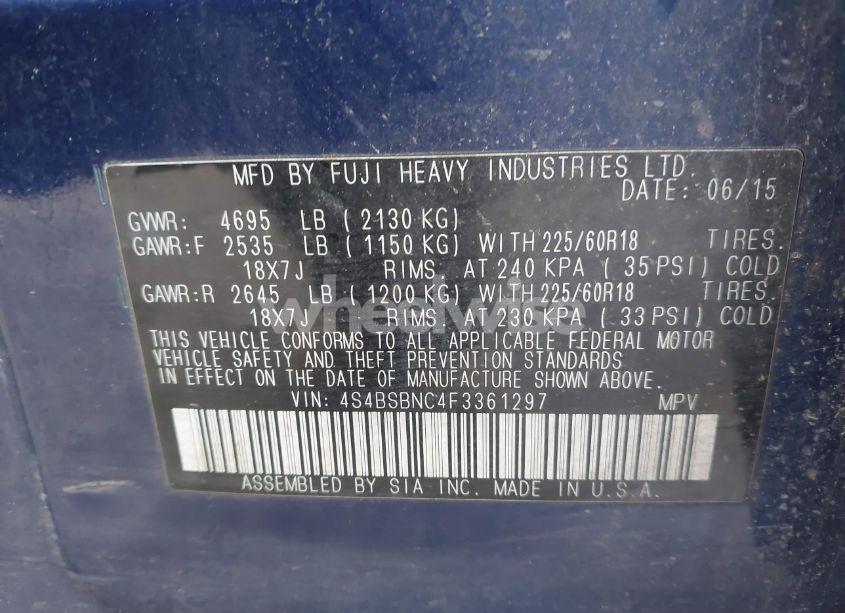 MFD BY FUJI HEAVY INDUSTRIES LTD.
DATE: 06/15
GVWR: 4695 LB ( 2130 KG)
GAWR:F 2535 LB ( 1150 KG) WITH 225/60R18 TIRES.
18X7J RIMS. AT 240 KPA ( 35 PSI) COLD
GAWR:R 2645 LB ( 1200 KG) WITH 225/60R18 TIRES.
18X7J RIMS. AT 230 KPA ( 33 PSI) COLD
wheelwise
THIS VEHICLE CONFORMS TO ALL APPLICABLE FEDERAL MOTOR
VEHICLE SAFETY AND THEFT PREVENTION STANDARDS
IN EFFECT ON THE DATE OF MANUFACTURE SHOWN ABOVE.
VIN: 4S4BSBNC4F3361297 MPV
ASSEMBLED BY SIA INC. MADE IN U.S.A.